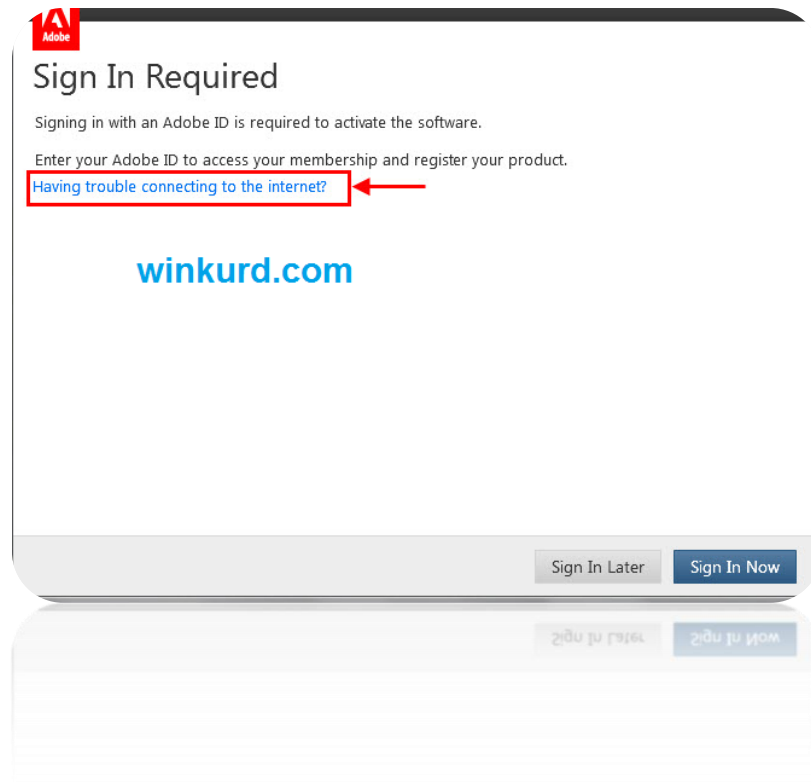 Adobe
Sign In Required
Signing in with an Adobe ID is required to activate the software.
Enter your Adobe ID to access your membership and register your product.
Having trouble connecting to the internet?
winkurd.com
Sign In Later
Sign In Now